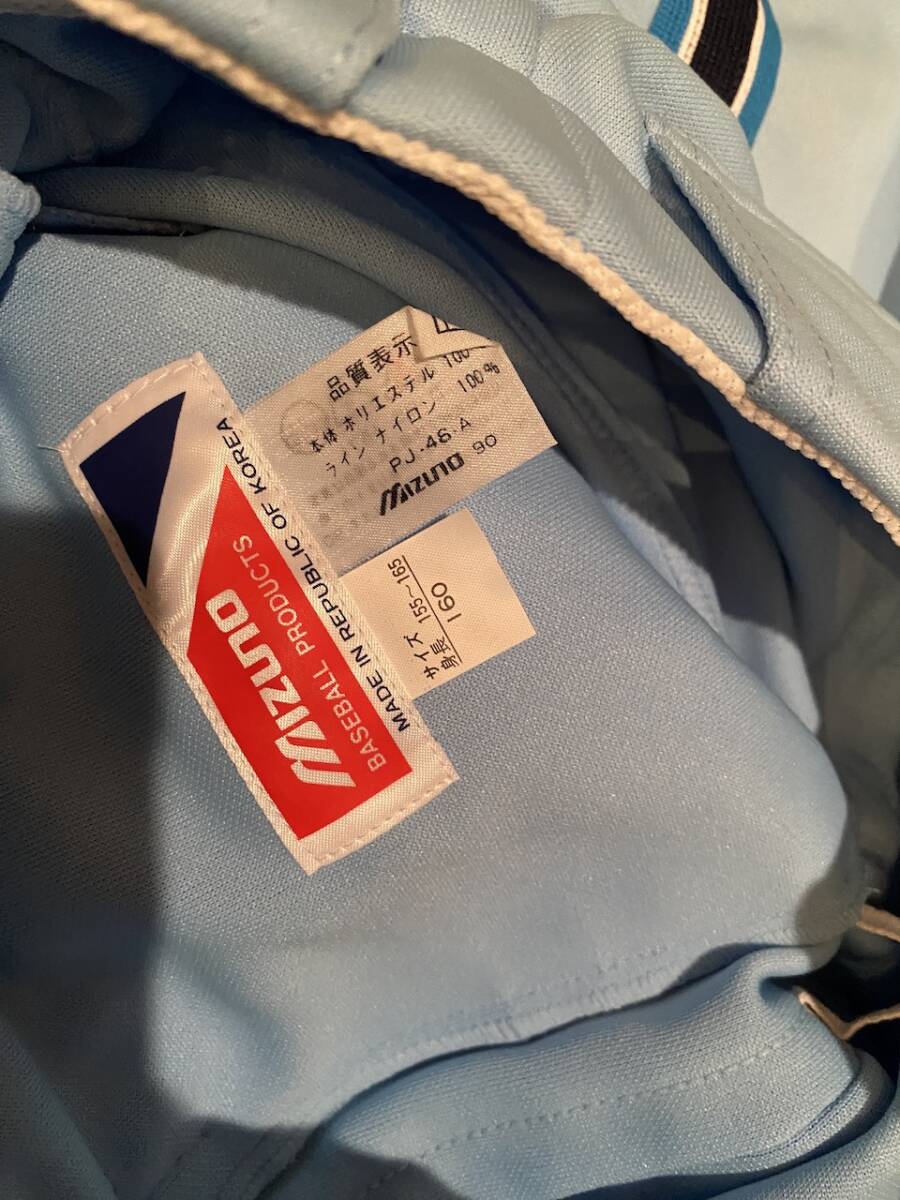 MIZUNO
BASEBALL PRODUCTS
MADE IN REPUBLIC OF KOREA
品質表示
本体 ポリエステル 100
ライン ナイロン 100%
PJ-46-A
MIZUNO 90
サイズ 160
身長 155~165